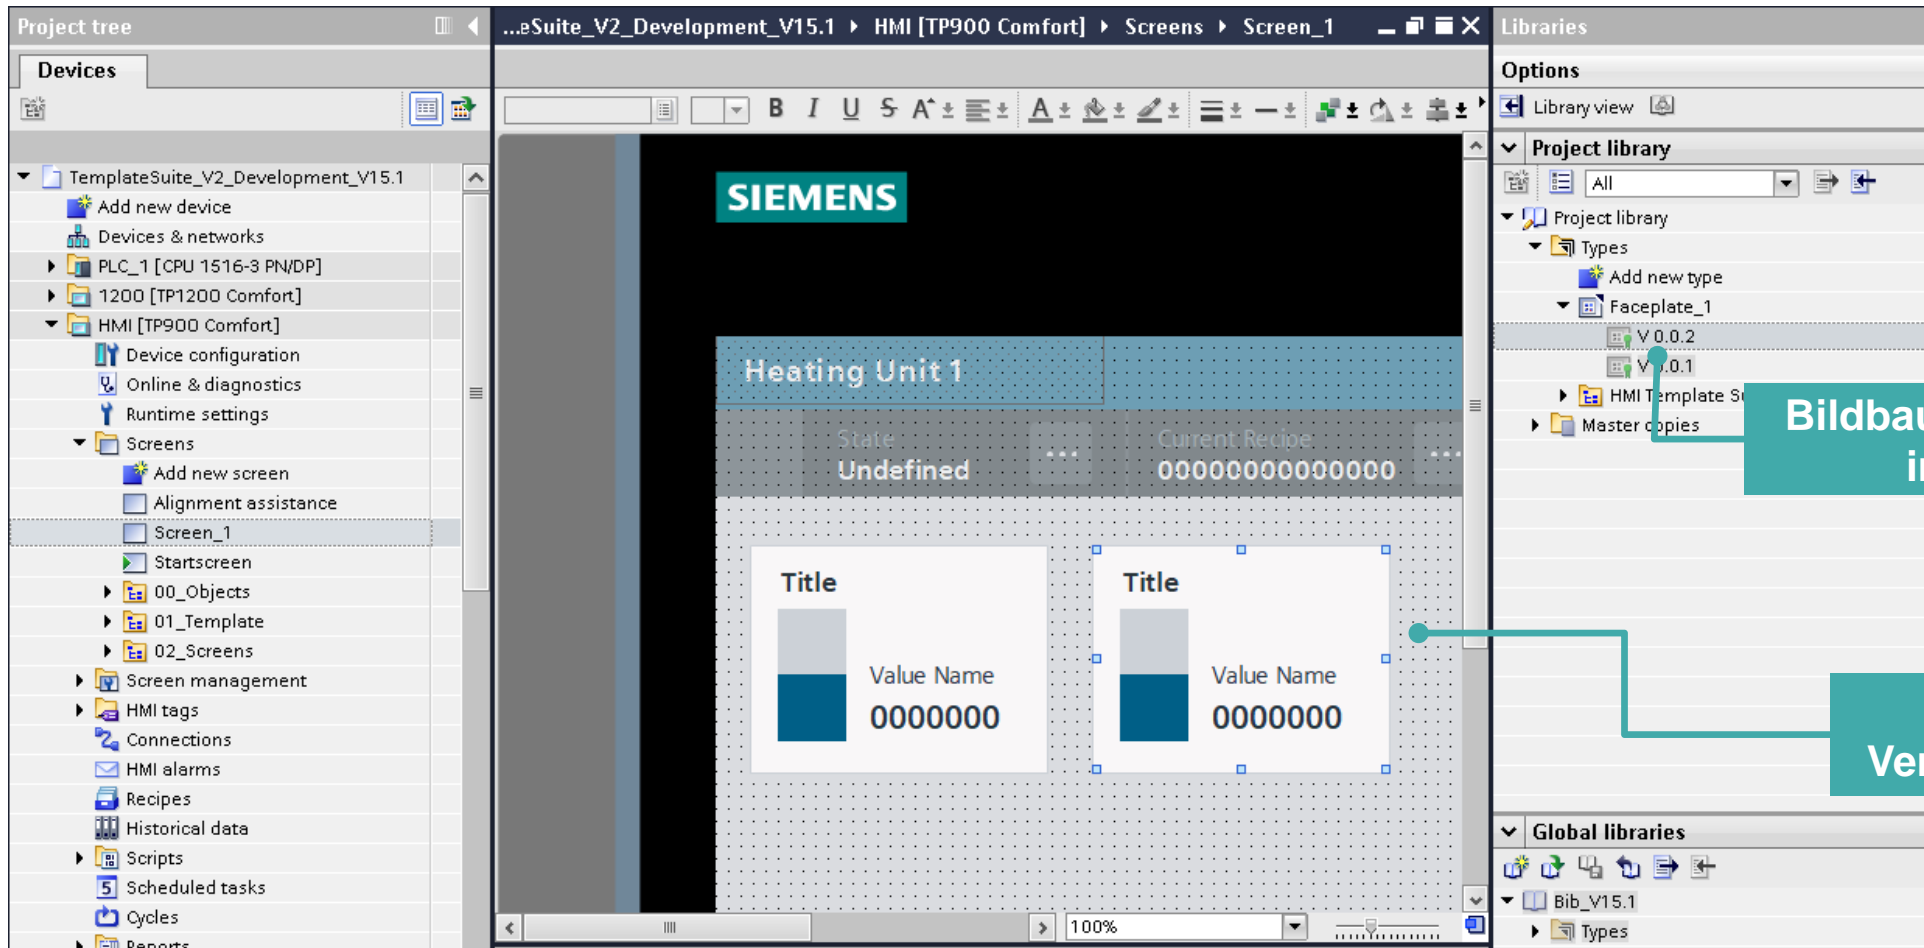 Project tree
Devices
TemplateSuite_V2_Development_V15.1
Add new device
Devices & networks
PLC_1 [CPU 1516-3 PN/DP]
1200 [TP1200 Comfort]
HMI [TP900 Comfort]
Device configuration
Online & diagnostics
Runtime settings
Screens
Add new screen
Alignment assistance
Screen_1
Startscreen
00_Objects
01_Template
02_Screens
Screen management
HMI tags
Connections
HMI alarms
Recipes
Historical data
Scripts
Scheduled tasks
Cycles
Reports
...eSuite_V2_Development_V15.1 HMI [TP900 Comfort] Screens Screen_1
B I U S A A
SIEMENS
Heating Unit 1
State
Undefined
Current Recipe
00000000000000
Title
Value Name
0000000
Title
Value Name
0000000
100%
Libraries
Options
Library view
Project library
All
Project library
Types
Add new type
Faceplate_1
V 0.0.2
V 0.0.1
HMI Template
Master copies
Global libraries
Bib_V15.1
Types